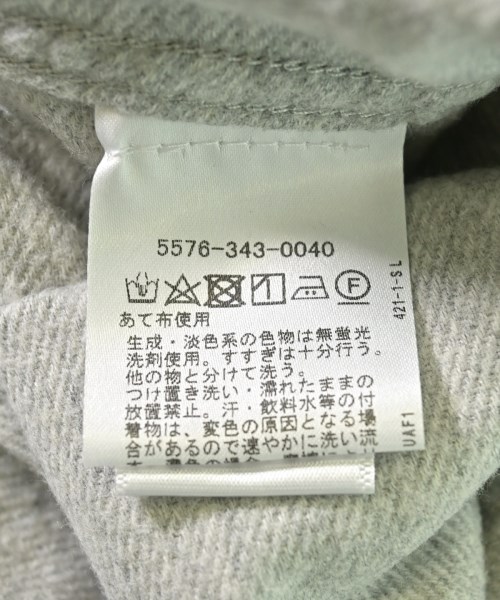 5576-343-0040
F
あて布使用
生成・淡色系の色物は無蛍光
洗剤使用。すすぎは十分行う。
他の物と分けて洗う。
つけ置き洗い・濡れたままの
放置禁止。汗・飲料水等の付
着物は、変色の原因となる場
合があるので速やかに洗い流
421-1-SL
UAF1